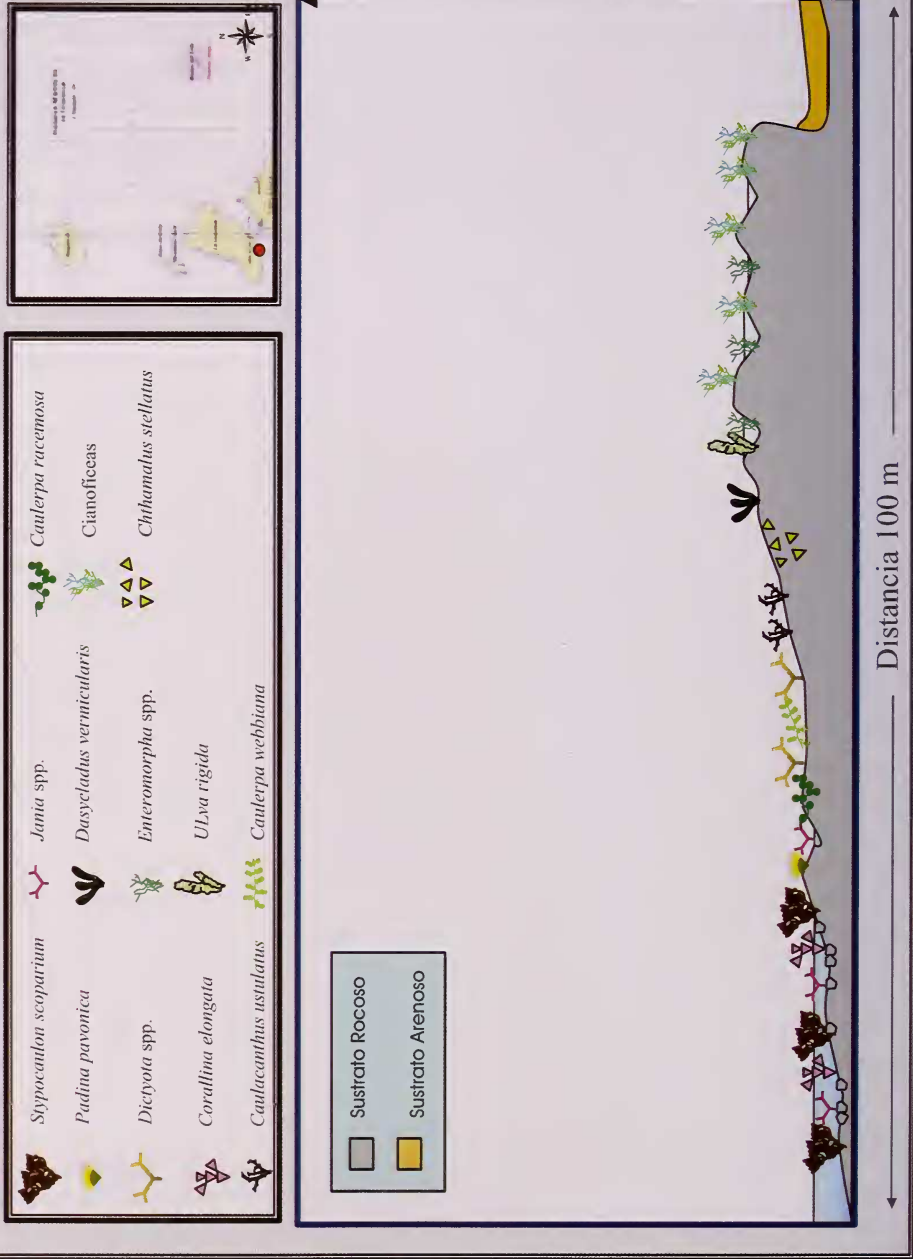 Stypocaulon scoparium
Padina pavonica
Dictyota spp.
Corallina elongata
Caulacanthus ustulatus
Jania spp.
Dasycladus vermicularis
Enteromorpha spp.
ULva rigida
Caulerpa webbiana
Caulerpa racemosa
Cianofíceas
Chthamalus stellatus
N
W
Sustrato Rocoso
Sustrato Arenoso
Distancia 100 m